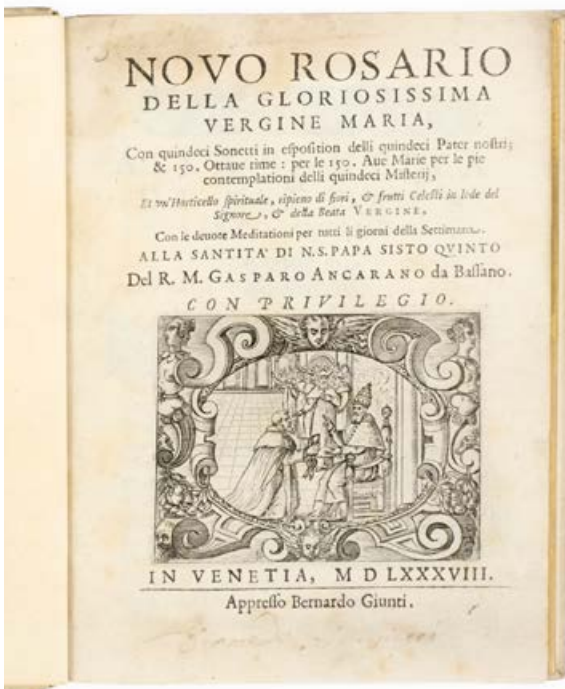 NOVO ROSARIO
DELLA GLORIOSISSIMA
VERGINE MARIA,
Con quindeci Sonetti in espoſition delli quindeci Pater noſtri;
& 150. Ottaue rime : per le 150. Aue Marie per le pie
contemplationi delli quindeci Miſterij,
Et vn'Horticello ſpirituale, ripieno di fiori, & frutti Celeſti in lode del
Signore, & della Beata VERGINE,
Con le deuote Meditationi per tutti li giorni della Settimana.
ALLA SANTITA' DI N.S. PAPA SISTO QVINTO
Del R. M. GASPARO ANCARANO da Baſſano.
CON PRIVILEGIO.
IN VENETIA, M D LXXXVIII.
Appreſſo Bernardo Giunti.